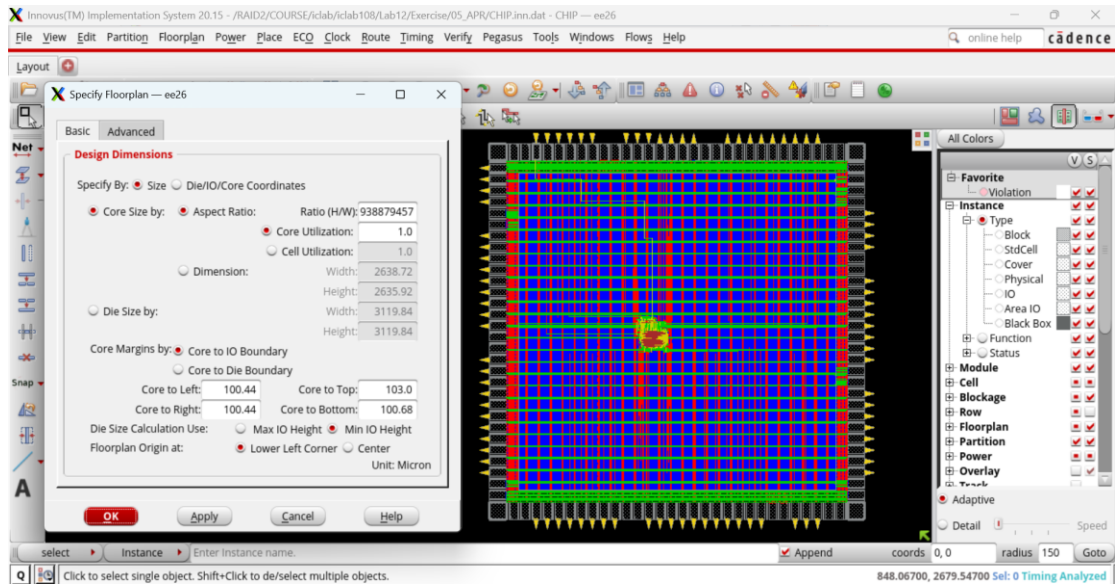 Innovus(TM) Implementation System 20.15 - /RAID2/COURSE/iclab/iclab108/Lab12/Exercise/05_APR/CHIP.inn.dat - CHIP — ee26
File View Edit Partition Floorplan Power Place ECO Clock Route Timing Verify Pegasus Tools Windows Flows Help
online help
cādence
Layout
Specify Floorplan — ee26
Basic Advanced
Design Dimensions
Specify By: Size Die/IO/Core Coordinates
Core Size by: Aspect Ratio: Ratio (H/W): 938879457
Core Utilization: 1.0
Cell Utilization: 1.0
Dimension: Width: 2638.72
Height: 2635.92
Die Size by: Width: 3119.84
Height: 3119.84
Core Margins by: Core to IO Boundary
Core to Die Boundary
Core to Left: 100.44 Core to Top: 103.0
Core to Right: 100.44 Core to Bottom: 100.68
Die Size Calculation Use: Max IO Height Min IO Height
Floorplan Origin at: Lower Left Corner Center
Unit: Micron
OK Apply Cancel Help
Net
Snap
A
All Colors
V S
Favorite
Violation
Instance
Type
Block
StdCell
Cover
Physical
IO
Area IO
Black Box
Function
Status
Module
Cell
Blockage
Row
Floorplan
Partition
Power
Overlay
Track
Adaptive
Detail Speed
select Instance Enter Instance name. Append coords 0, 0 radius 150 Goto
Q Click to select single object. Shift+Click to de/select multiple objects. 848.06700, 2679.54700 Sel: 0 Timing Analyzed